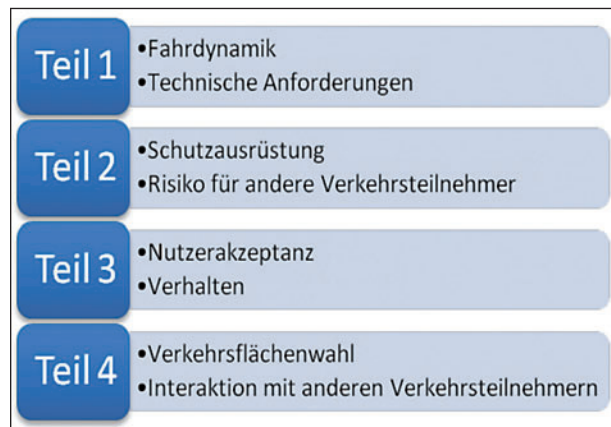 Teil 1
•Fahrdynamik
•Technische Anforderungen
Teil 2
•Schutzausrüstung
•Risiko für andere Verkehrsteilnehmer
Teil 3
•Nutzerakzeptanz
•Verhalten
Teil 4
•Verkehrsflächenwahl
•Interaktion mit anderen Verkehrsteilnehmern